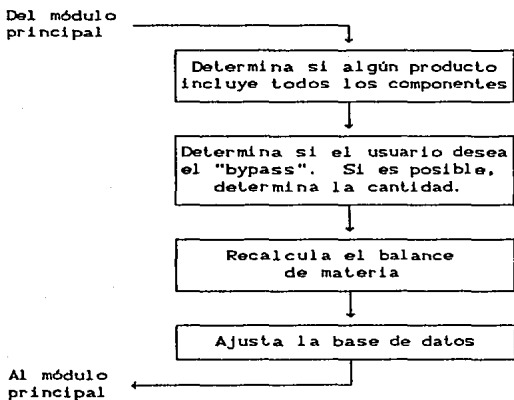 Del módulo
principal
Determina si algún producto
incluye todos los componentes
Determina si el usuario desea
el "bypass". Si es posible,
determina la cantidad.
Recalcula el balance
de materia
Ajusta la base de datos
Al módulo
principal